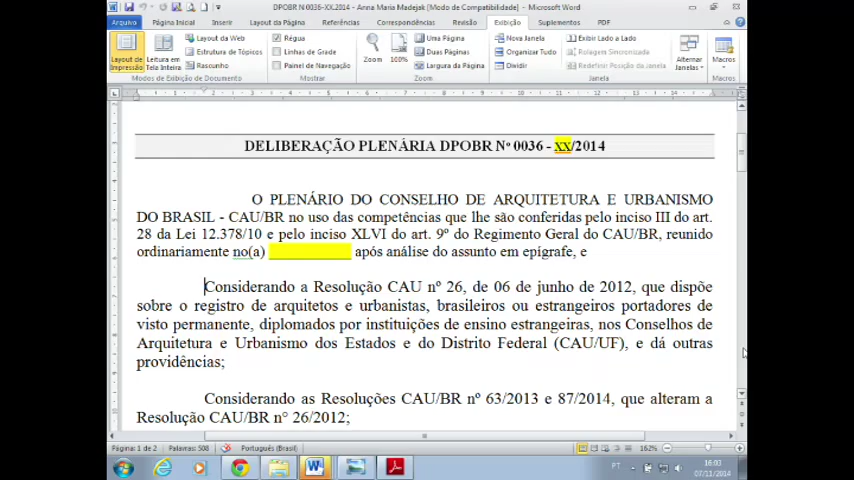 DPOBR N 0036-XX.2014 - Anna Maria Madejak [Modo de Compatibilidade] - Microsoft Word
Arquivo Página Inicial Inserir Layout da Página Referências Correspondências Revisão Exibição Suplementos PDF
Layout da Web Régua Uma Página Nova Janela Exibir Lado a Lado
Estrutura de Tópicos Linhas de Grade Duas Páginas Organizar Tudo Rolagem Sincronizada
Layout de Impressão Leitura em Tela Inteira Rascunho Painel de Navegação Zoom 100% Largura da Página Dividir Redefinir Posição da Janela Alternar Janelas Macros
Modos de Exibição de Documento Mostrar Zoom Janela Macros
DELIBERAÇÃO PLENÁRIA DPOBR Nº 0036 - XX/2014
O PLENÁRIO DO CONSELHO DE ARQUITETURA E URBANISMO
DO BRASIL - CAU/BR no uso das competências que lhe são conferidas pelo inciso III do art.
28 da Lei 12.378/10 e pelo inciso XLVI do art. 9º do Regimento Geral do CAU/BR, reunido
ordinariamente no(a) após análise do assunto em epígrafe, e
Considerando a Resolução CAU nº 26, de 06 de junho de 2012, que dispõe
sobre o registro de arquitetos e urbanistas, brasileiros ou estrangeiros portadores de
visto permanente, diplomados por instituições de ensino estrangeiras, nos Conselhos de
Arquitetura e Urbanismo dos Estados e do Distrito Federal (CAU/UF), e dá outras
providências;
Considerando as Resoluções CAU/BR nº 63/2013 e 87/2014, que alteram a
Resolução CAU/BR n° 26/2012;
Página: 1 de 2 Palavras: 508 Português (Brasil) 162%
PT 16:03
07/11/2014